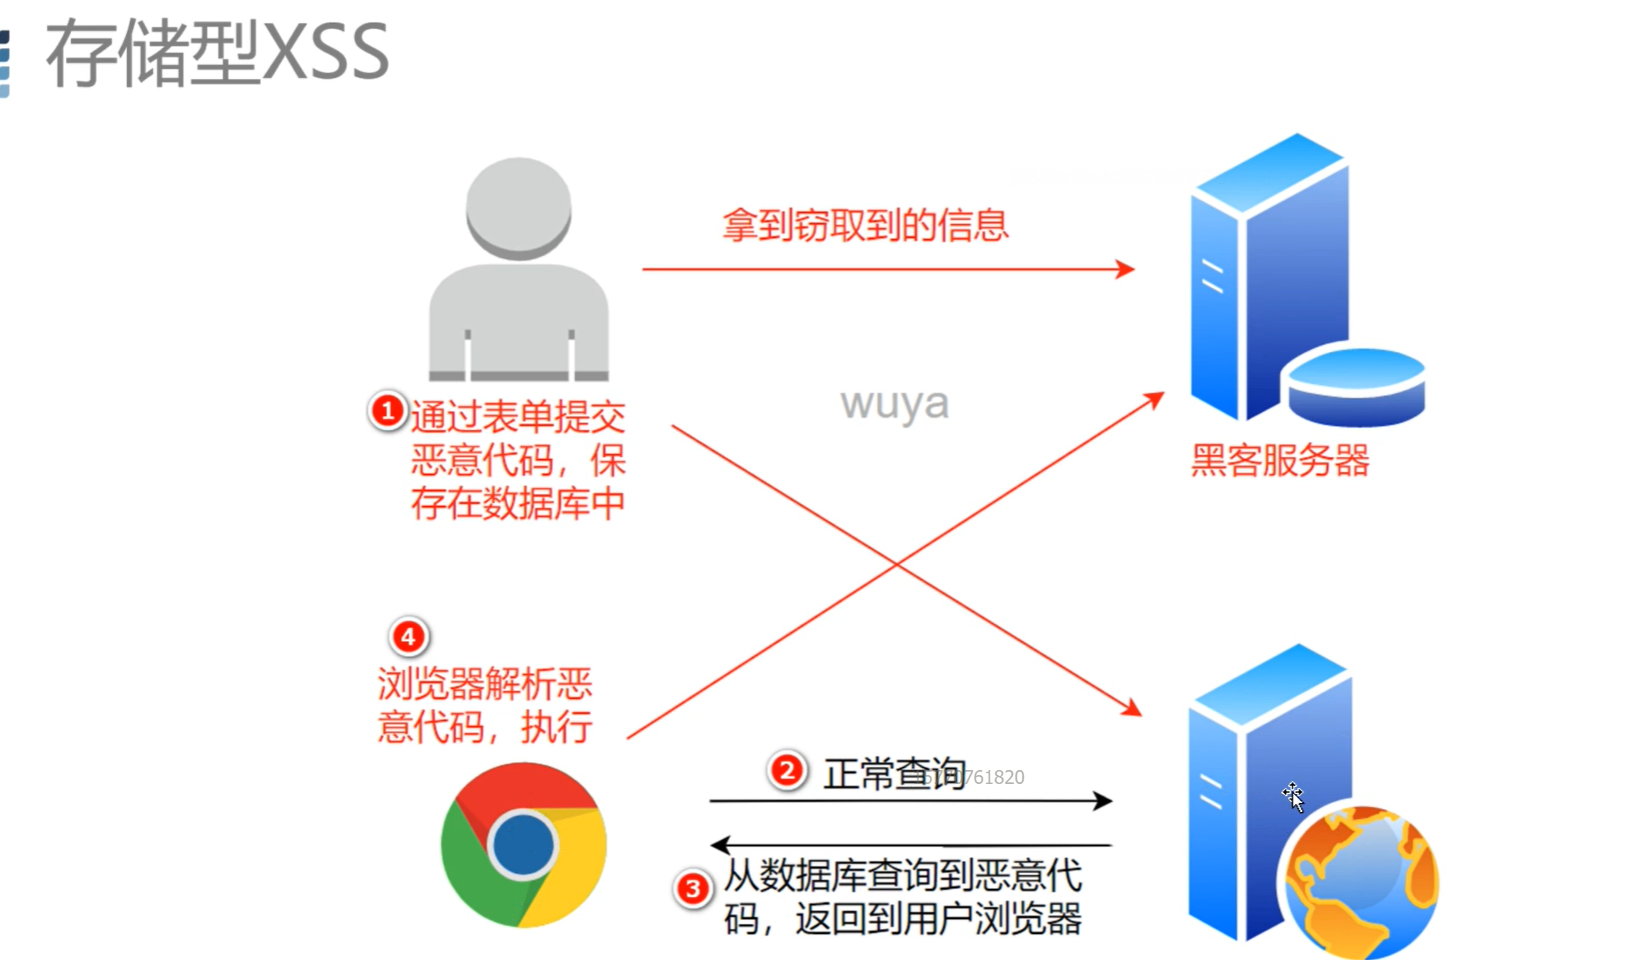 存储型XSS
拿到窃取到的信息
wuya
1
通过表单提交
恶意代码，保
存在数据库中
黑客服务器
4
浏览器解析恶
意代码，执行
2 正常查询
3
从数据库查询到恶意代
码，返回到用户浏览器